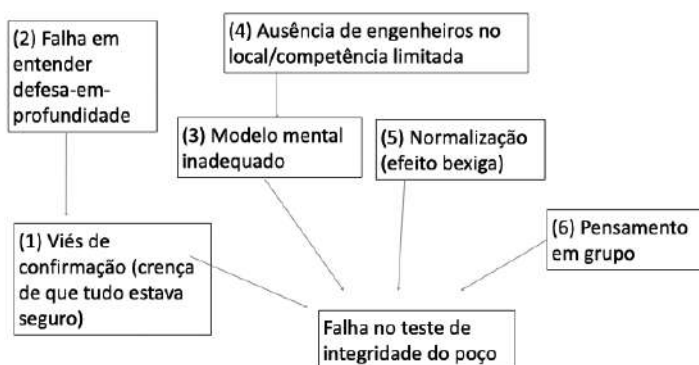 (2) Falha em
entender
defesa-em-
profundidade
(4) Ausência de engenheiros no
local/competência limitada
(3) Modelo mental
inadequado
(5) Normalização
(efeito bexiga)
(1) Viés de
confirmação (crença
de que tudo estava
seguro)
(6) Pensamento
em grupo
Falha no teste de
integridade do poço